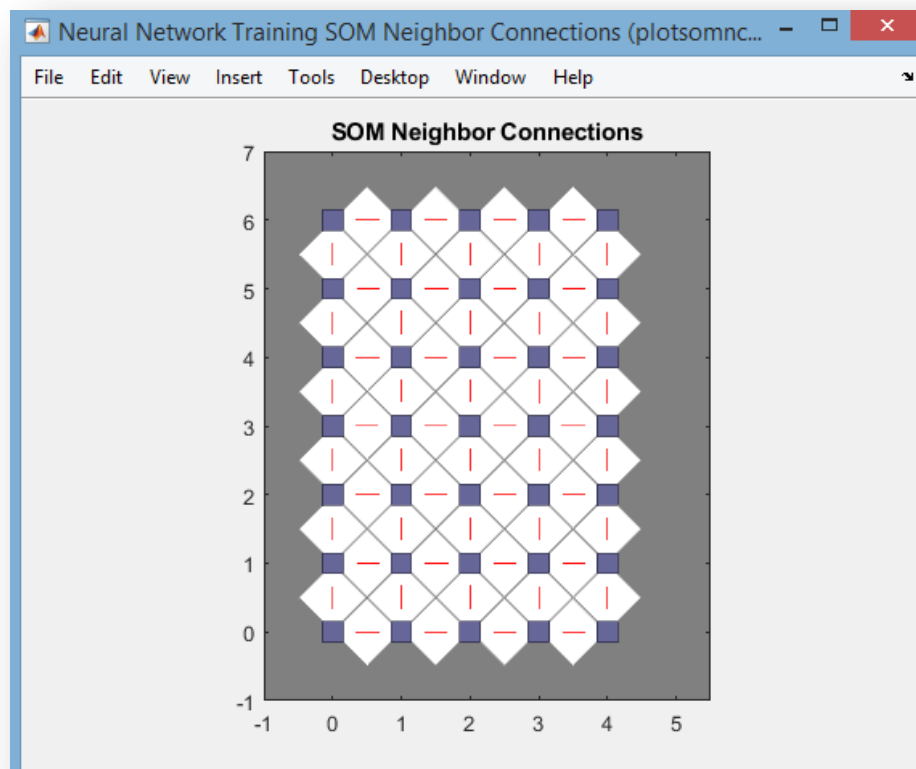 Neural Network Training SOM Neighbor Connections (plotsomnc...
File Edit View Insert Tools Desktop Window Help
SOM Neighbor Connections
7
6
5
4
3
2
1
0
-1
-1 0 1 2 3 4 5